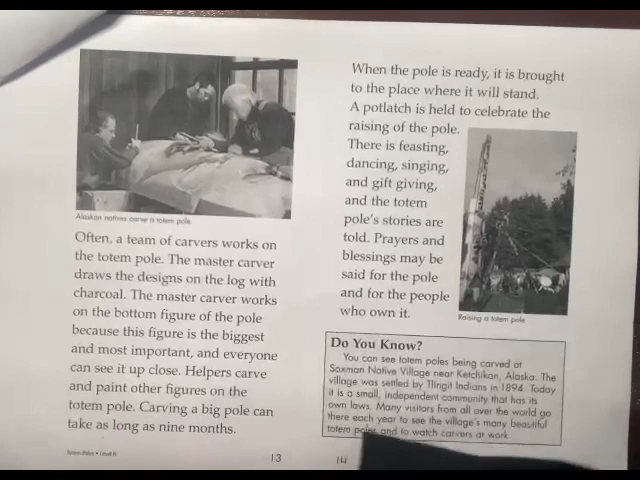 Alaskan natives carve a totem pole
Often, a team of carvers works on
the totem pole. The master carver
draws the designs on the log with
charcoal. The master carver works
on the bottom figure of the pole
because this figure is the biggest
and most important, and everyone
can see it up close. Helpers carve
and paint other figures on the
totem pole. Carving a big pole can
take as long as nine months.
Totem Poles • Level N
13
When the pole is ready, it is brought
to the place where it will stand.
A potlatch is held to celebrate the
raising of the pole.
There is feasting,
dancing, singing,
and gift giving,
and the totem
pole's stories are
told. Prayers and
blessings may be
said for the pole
and for the people
who own it.
Raising a totem pole
Do You Know?
You can see totem poles being carved at
Saxman Native Village near Ketchikan, Alaska. The
village was settled by Tlingit Indians in 1894. Today
it is a small, independent community that has its
own laws. Many visitors from all over the world go
there each year to see the village's many beautiful
totem poles and to watch carvers at work.
14